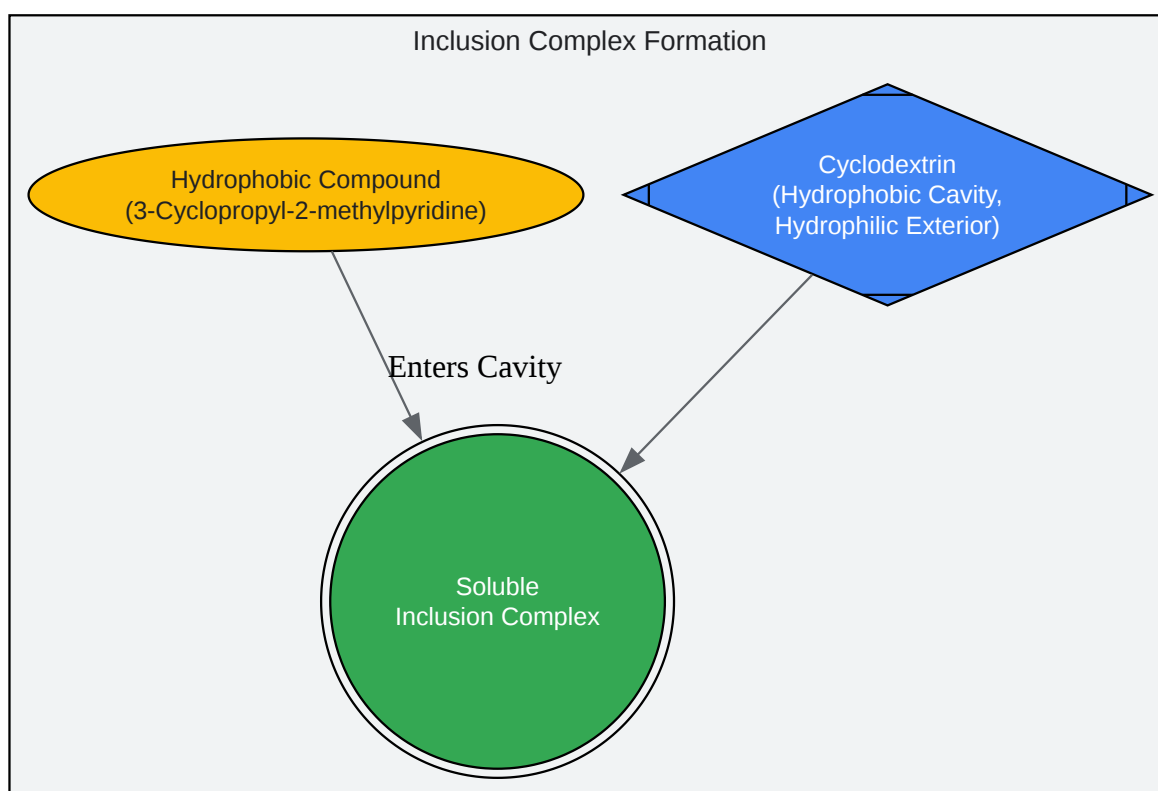 Inclusion Complex Formation
Hydrophobic Compound
(3-Cyclopropyl-2-methylpyridine)
Cyclodextrin
(Hydrophobic Cavity,
Hydrophilic Exterior)
Enters Cavity
Soluble
Inclusion Complex